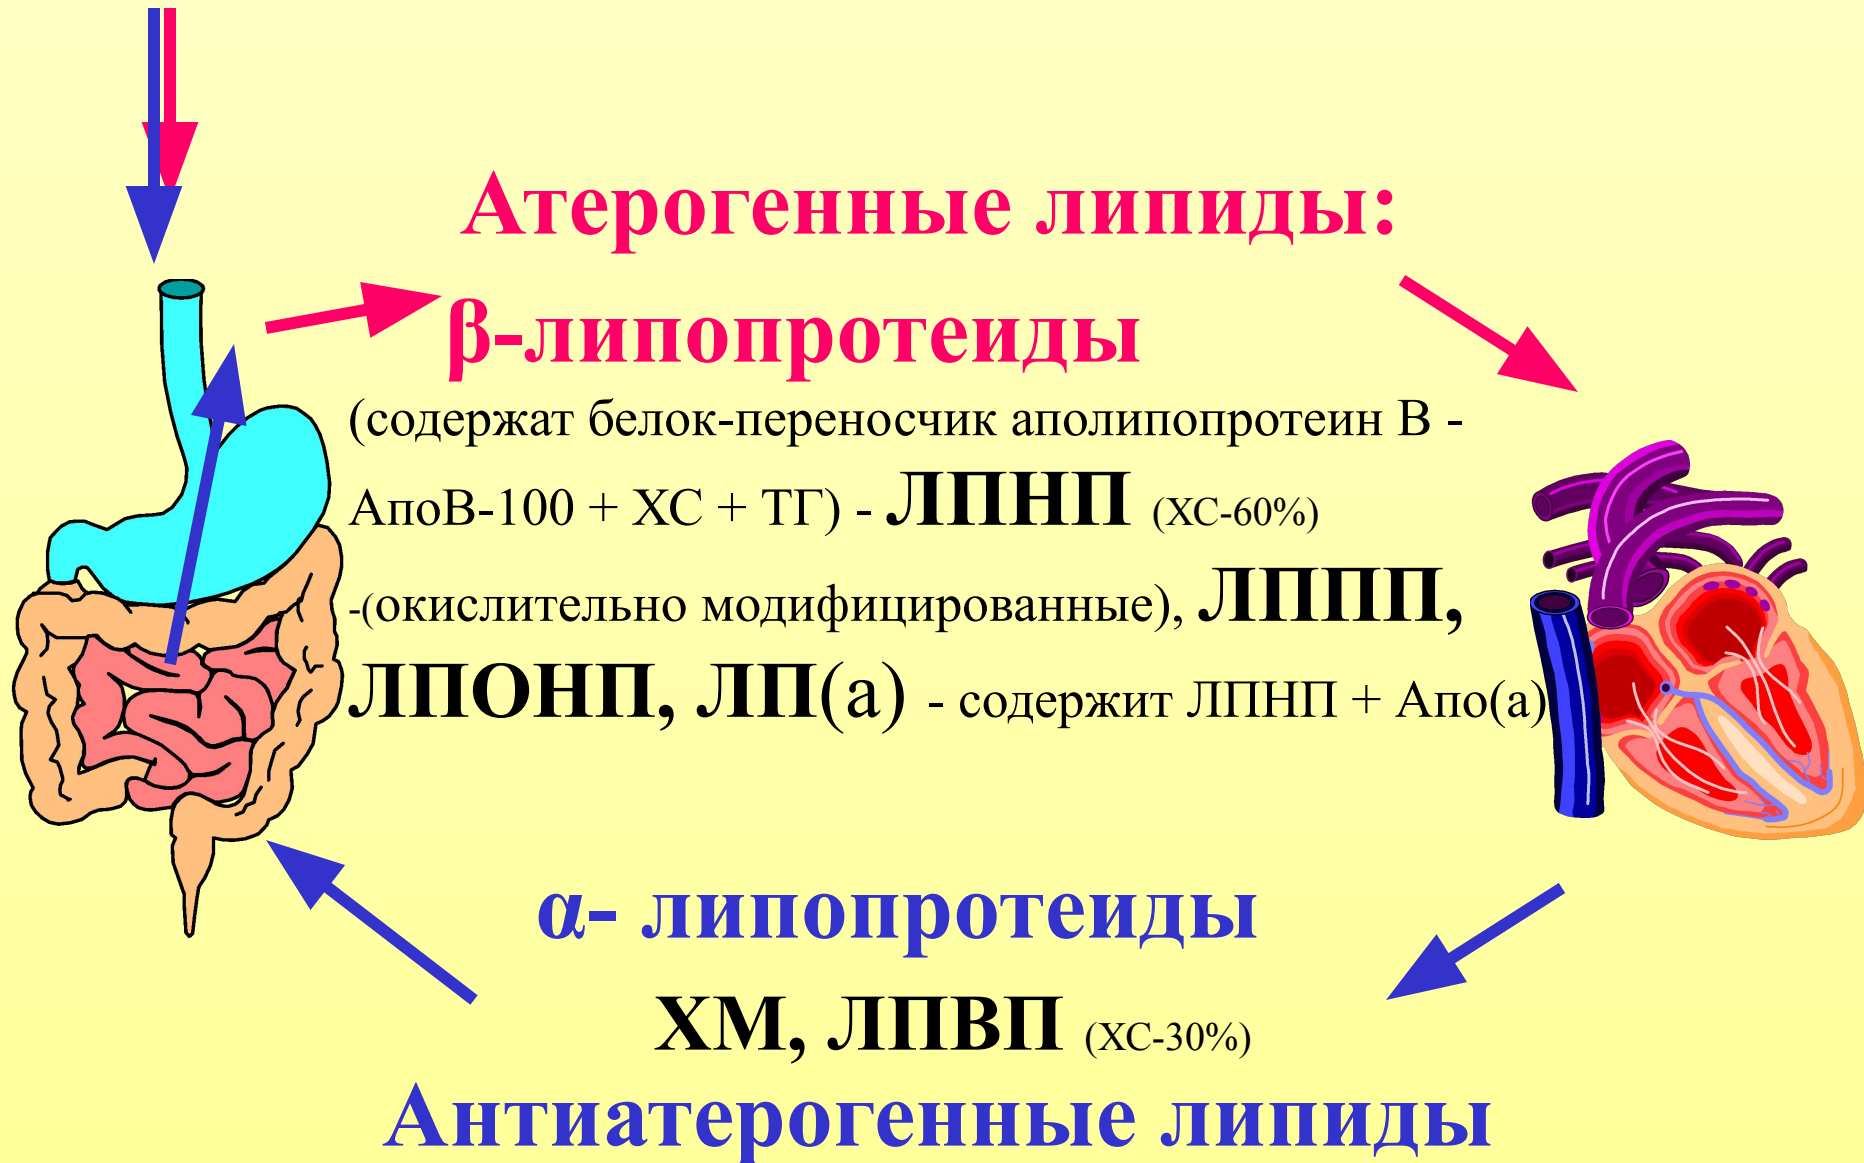 Атерогенные липиды:
β-липопротеиды
(содержат белок-переносчик аполипопротеин В -
АпоВ-100 + ХС + ТГ) - ЛПНП (ХС-60%)
-(окислительно модифицированные), ЛППП,
ЛПОНП, ЛП(а) - содержит ЛПНП + Апо(а)
α- липопротеиды
ХМ, ЛПВП (ХС-30%)
Антиатерогенные липиды